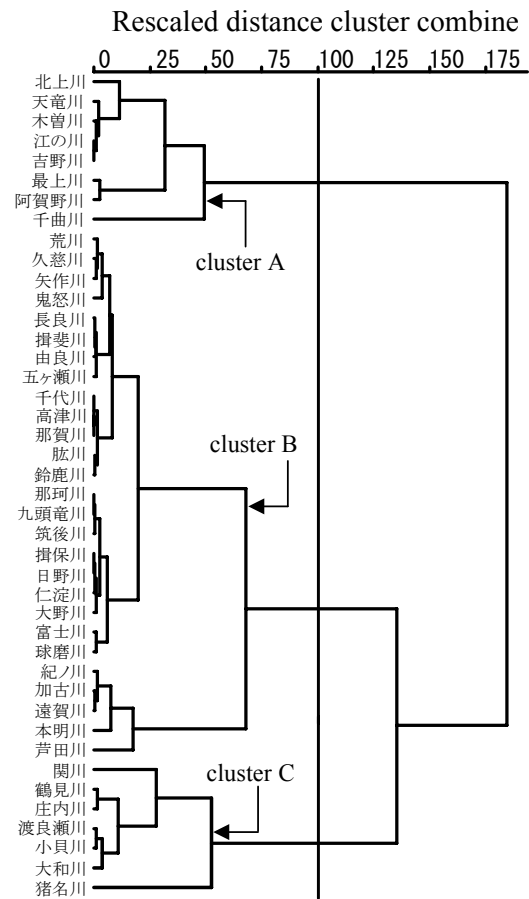 Rescaled distance cluster combine
0 25 50 75 100 125 150 175
北上川
天竜川
木曽川
江の川
吉野川
最上川
阿賀野川
千曲川
荒川
久慈川
矢作川
鬼怒川
長良川
揖斐川
由良川
五ヶ瀬川
千代川
高津川
那賀川
肱川
鈴鹿川
那珂川
九頭竜川
筑後川
揖保川
日野川
仁淀川
大野川
富士川
球磨川
紀ノ川
加古川
遠賀川
本明川
芦田川
関川
鶴見川
庄内川
渡良瀬川
小貝川
大和川
猪名川
cluster A
cluster B
cluster C